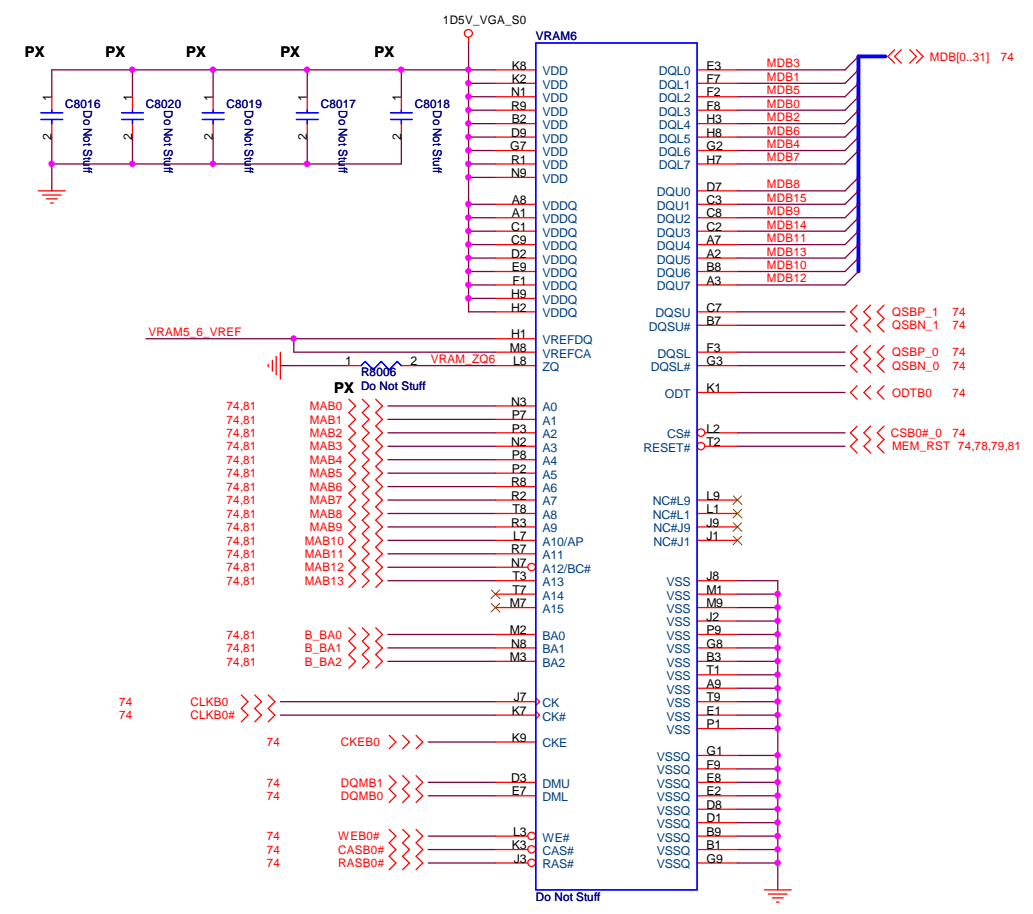 1D5V_VGA_S0
PX PX PX PX PX
VRAM6
1 C8016 Do Not Stuff 2
1 C8020 Do Not Stuff 2
1 C8019 Do Not Stuff 2
1 C8017 Do Not Stuff 2
1 C8018 Do Not Stuff 2
K8 VDD
K2 VDD
N1 VDD
R9 VDD
B2 VDD
D9 VDD
G7 VDD
R1 VDD
N9 VDD
A8 VDDQ
A1 VDDQ
C1 VDDQ
C9 VDDQ
D2 VDDQ
E9 VDDQ
F1 VDDQ
H9 VDDQ
H2 VDDQ
VRAM5_6_VREF H1 VREFDQ
M8 VREFCA
1 2 VRAM_ZQ6 L8 ZQ
R8006
PX Do Not Stuff
74,81 MAB0 N3 A0
74,81 MAB1 P7 A1
74,81 MAB2 P3 A2
74,81 MAB3 N2 A3
74,81 MAB4 P8 A4
74,81 MAB5 P2 A5
74,81 MAB6 R8 A6
74,81 MAB7 R2 A7
74,81 MAB8 T8 A8
74,81 MAB9 R3 A9
74,81 MAB10 L7 A10/AP
74,81 MAB11 R7 A11
74,81 MAB12 N7 A12/BC#
74,81 MAB13 T3 A13
T7 A14
M7 A15
74,81 B_BA0 M2 BA0
74,81 B_BA1 N8 BA1
74,81 B_BA2 M3 BA2
74 CLKB0 J7 CK
74 CLKB0# K7 CK#
74 CKEB0 K9 CKE
74 DQMB1 D3 DMU
74 DQMB0 E7 DML
74 WEB0# L3 WE#
74 CASB0# K3 CAS#
74 RASB0# J3 RAS#
MDB[0..31] 74
DQL0 E3 MDB3
DQL1 F7 MDB1
DQL2 F2 MDB5
DQL3 F8 MDB0
DQL4 H3 MDB2
DQL5 H8 MDB6
DQL6 G2 MDB4
DQL7 H7 MDB7
DQU0 D7 MDB8
DQU1 C3 MDB15
DQU2 C8 MDB9
DQU3 C2 MDB14
DQU4 A7 MDB11
DQU5 A2 MDB13
DQU6 B8 MDB10
DQU7 A3 MDB12
DQSU C7 QSBP_1 74
DQSU# B7 QSBN_1 74
DQSL F3 QSBP_0 74
DQSL# G3 QSBN_0 74
ODT K1 ODTB0 74
CS# L2 CSB0#_0 74
RESET# T2 MEM_RST 74,78,79,81
NC#L9 L9
NC#L1 L1
NC#J9 J9
NC#J1 J1
VSS J8
VSS M1
VSS M9
VSS J2
VSS P9
VSS G8
VSS B3
VSS T1
VSS A9
VSS T9
VSS E1
VSS P1
VSSQ G1
VSSQ F9
VSSQ E8
VSSQ E2
VSSQ D8
VSSQ D1
VSSQ B9
VSSQ B1
VSSQ G9
Do Not Stuff